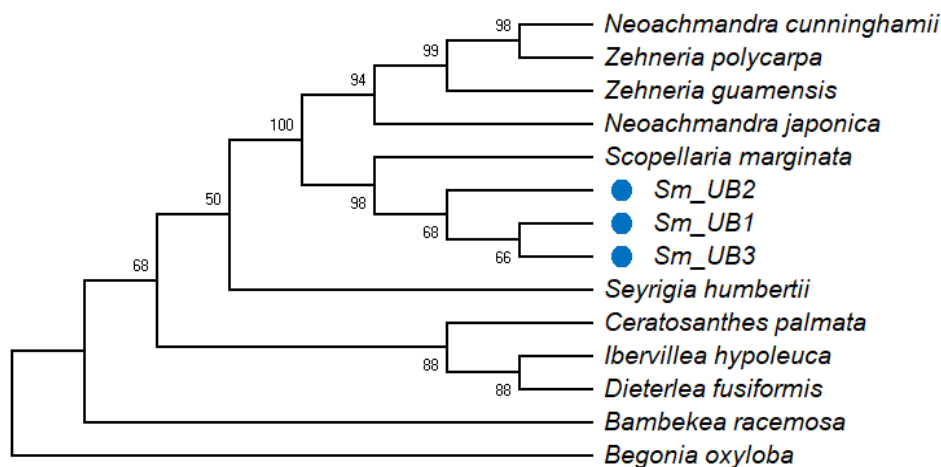 98
Neoachmandra cunninghamii
99
Zehneria polycarpa
94
Zehneria guamensis
100
Neoachmandra japonica
Scopellaria marginata
98
Sm_UB2
50
68
Sm_UB1
66
Sm_UB3
68
Seyrigia humbertii
Ceratosanthes palmata
88
Ibervillea hypoleuca
88
Dieterlea fusiformis
Bambekea racemosa
Begonia oxyloba